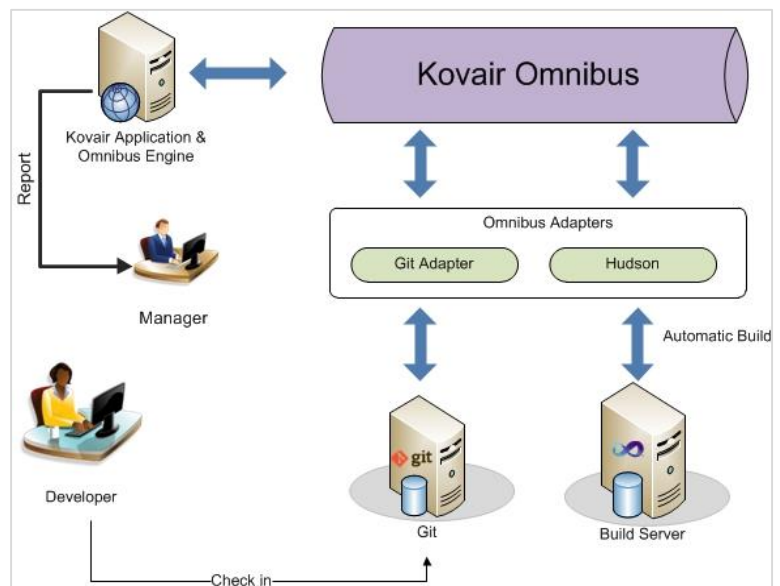 Kovair Omnibus
Kovair Application &
Omnibus Engine
Report
Omnibus Adapters
Git Adapter
Hudson
Manager
Automatic Build
git
Developer
Git
Build Server
Check in